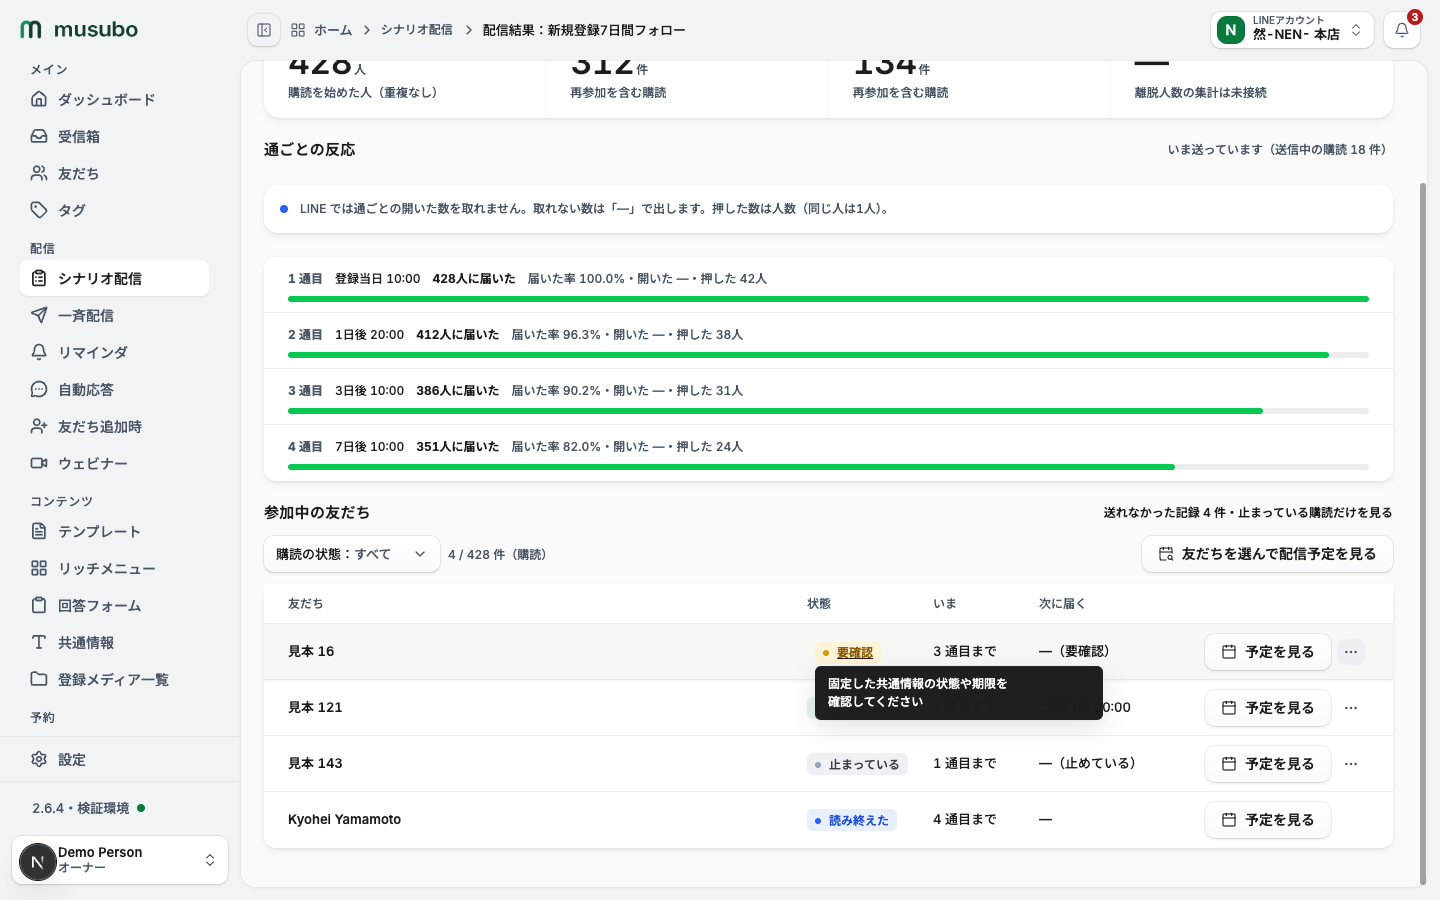 musubo
ホーム
シナリオ配信
配信結果：新規登録7日間フォロー
N
LINEアカウント
然-NEN- 本店
3
メイン
ダッシュボード
受信箱
友だち
タグ
配信
シナリオ配信
一斉配信
リマインダ
自動応答
友だち追加時
ウェビナー
コンテンツ
テンプレート
リッチメニュー
回答フォーム
共通情報
登録メディア一覧
予約
設定
2.6.4・検証環境
N
Demo Person
オーナー
428人
購読を始めた人（重複なし）
312件
再参加を含む購読
134件
再参加を含む購読
—
離脱人数の集計は未接続
通ごとの反応
いま送っています（送信中の購読 18 件）
LINE では通ごとの開いた数を取れません。取れない数は「—」で出します。押した数は人数（同じ人は1人）。
1 通目 登録当日 10:00 428人に届いた 届いた率 100.0%・開いた —・押した 42人
2 通目 1日後 20:00 412人に届いた 届いた率 96.3%・開いた —・押した 38人
3 通目 3日後 10:00 386人に届いた 届いた率 90.2%・開いた —・押した 31人
4 通目 7日後 10:00 351人に届いた 届いた率 82.0%・開いた —・押した 24人
参加中の友だち
送れなかった記録 4 件・止まっている購読だけを見る
購読の状態：すべて
4 / 428 件（購読）
友だちを選んで配信予定を見る
友だち 状態 いま 次に届く
見本 16 要確認 3 通目まで —（要確認） 予定を見る
固定した共通情報の状態や期限を
確認してください
見本 121 0:00 予定を見る
見本 143 止まっている 1 通目まで —（止めている） 予定を見る
Kyohei Yamamoto 読み終えた 4 通目まで — 予定を見る